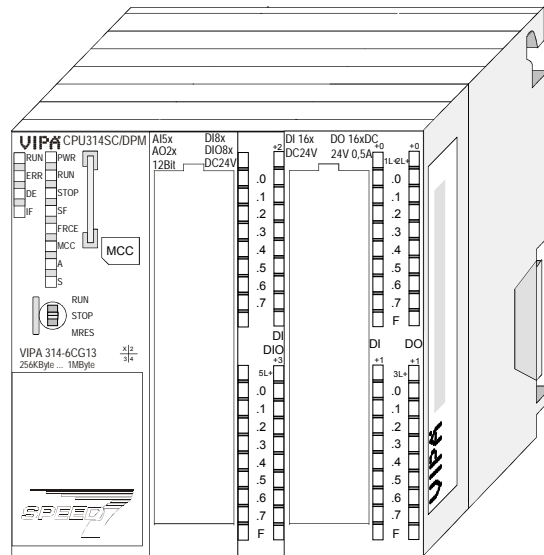 VIPA CPU314SC/DPM
RUN PWR
ERR RUN
DE STOP
IF SF
FRCE
MCC
A
S
MCC
RUN
STOP
MRES
VIPA 314-6CG13
256KByte ... 1MByte
X 2
3 4
SPEED7
AI5x DI8x
AO2x DIO8x
12Bit DC24V
+2
.0
.1
.2
.3
.4
.5
.6
.7
DI
DIO
+3
5L+
.0
.1
.2
.3
.4
.5
.6
.7
F
DI 16x DO 16xDC
DC24V 24V 0,5A
+0 +0
1L+ 2L+
.0
.1
.2
.3
.4
.5
.6
.7
F
DI DO
+1 +1
3L+
.0
.1
.2
.3
.4
.5
.6
.7
F
VIPA